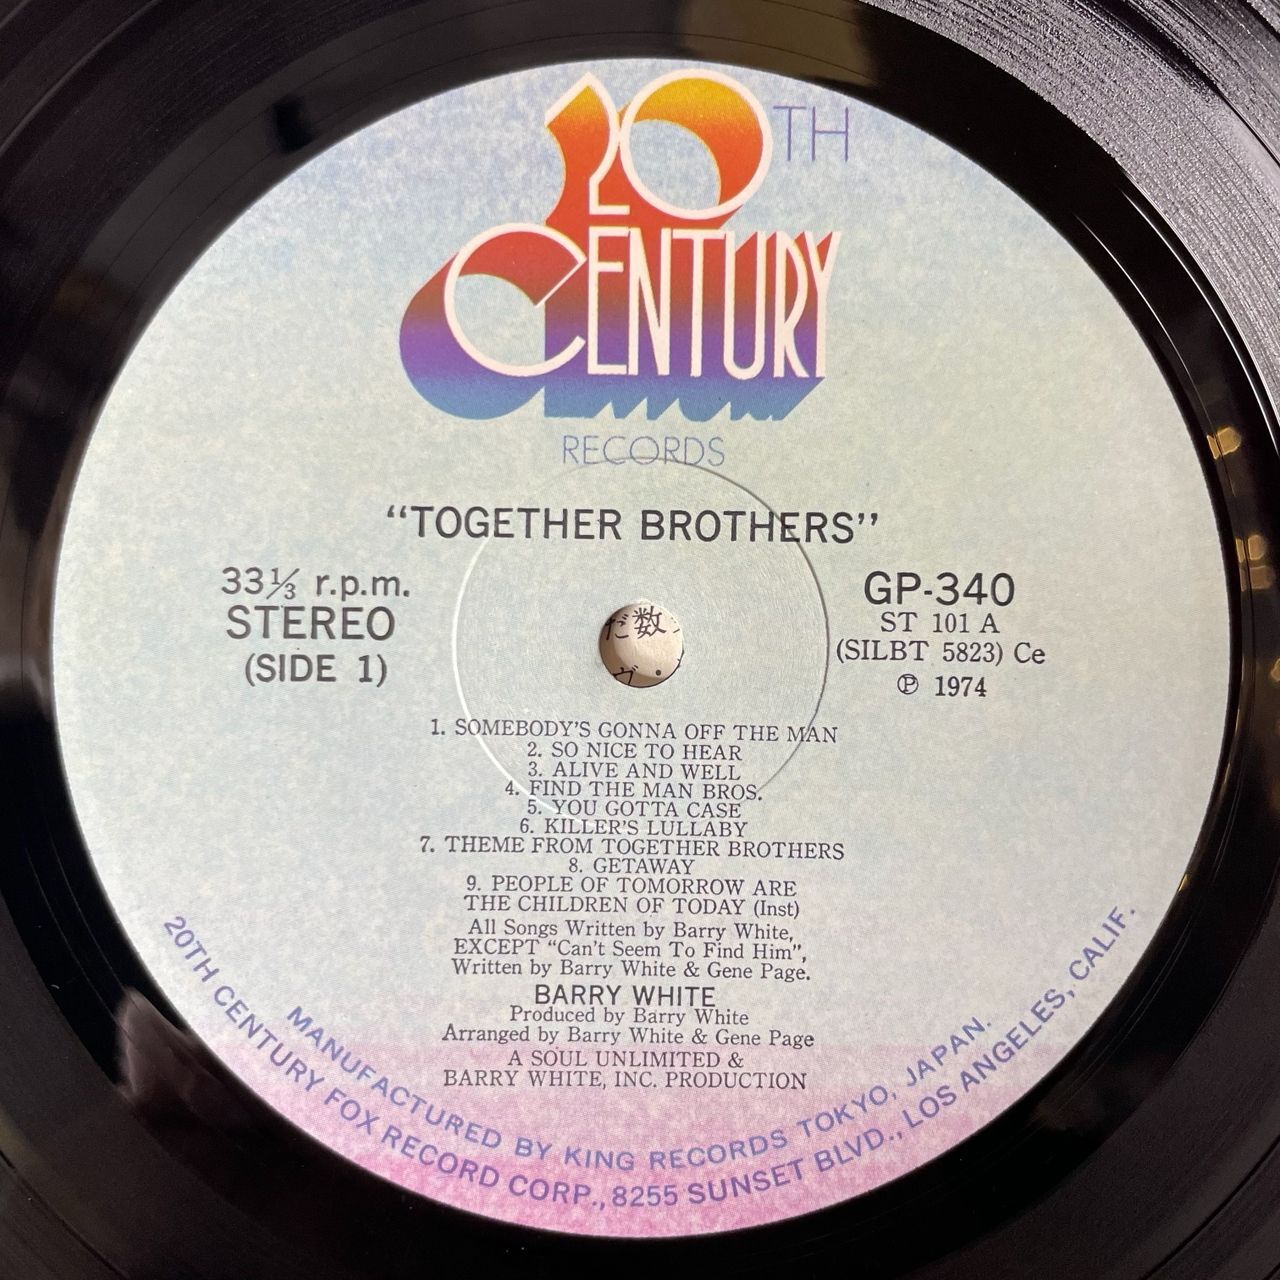 20TH
CENTURY
RECORDS
“TOGETHER BROTHERS”
33⅓ r.p.m.
STEREO
(SIDE 1)
GP-340
ST 101 A
(SILBT 5823) Ce
℗ 1974
だ数
1. SOMEBODY'S GONNA OFF THE MAN
2. SO NICE TO HEAR
3. ALIVE AND WELL
4. FIND THE MAN BROS.
5. YOU GOTTA CASE
6. KILLER'S LULLABY
7. THEME FROM TOGETHER BROTHERS
8. GETAWAY
9. PEOPLE OF TOMORROW ARE
THE CHILDREN OF TODAY (Inst)
All Songs Written by Barry White,
EXCEPT “Can't Seem To Find Him”,
Written by Barry White & Gene Page.
BARRY WHITE
Produced by Barry White
Arranged by Barry White & Gene Page
A SOUL UNLIMITED &
BARRY WHITE, INC. PRODUCTION
MANUFACTURED BY KING RECORDS TOKYO, JAPAN.
20TH CENTURY FOX RECORD CORP., 8255 SUNSET BLVD., LOS ANGELES, CALIF.